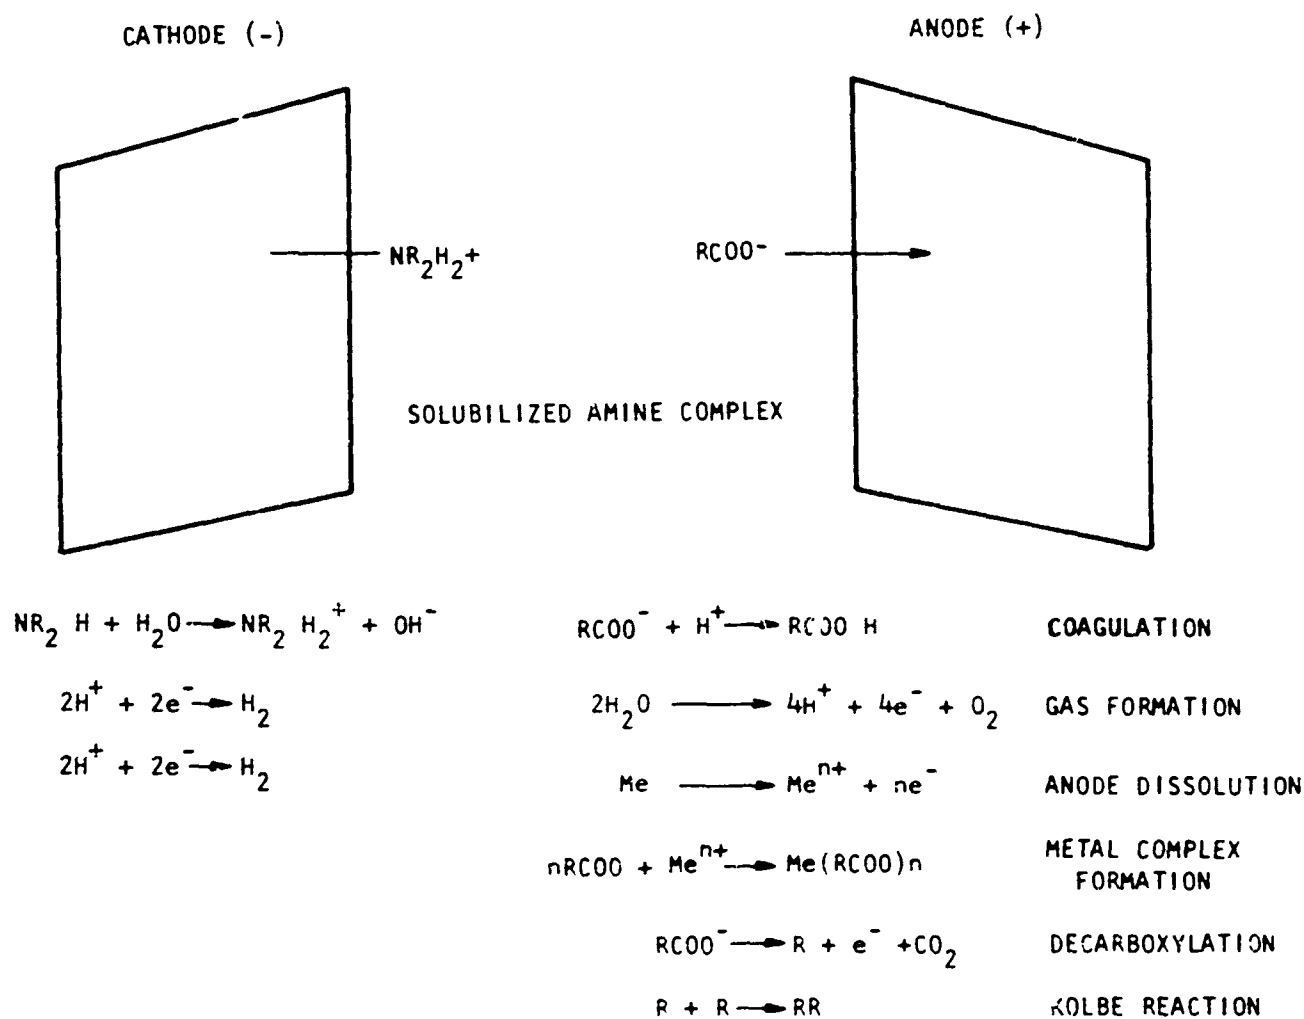 CATHODE (-)
ANODE (+)
NR₂H₂+
RCOO⁻
SOLUBILIZED AMINE COMPLEX
NR₂ H + H₂O → NR₂ H₂⁺ + OH⁻
RCOO⁻ + H⁺ → RCOO H
COAGULATION
2H⁺ + 2e⁻ → H₂
2H₂O → 4H⁺ + 4e⁻ + O₂
GAS FORMATION
2H⁺ + 2e⁻ → H₂
Me → Meⁿ⁺ + ne⁻
ANODE DISSOLUTION
nRCOO + Meⁿ⁺ → Me(RCOO)n
METAL COMPLEX
FORMATION
RCOO⁻ → R + e⁻ +CO₂
DECARBOXYLATION
R + R → RR
KOLBE REACTION